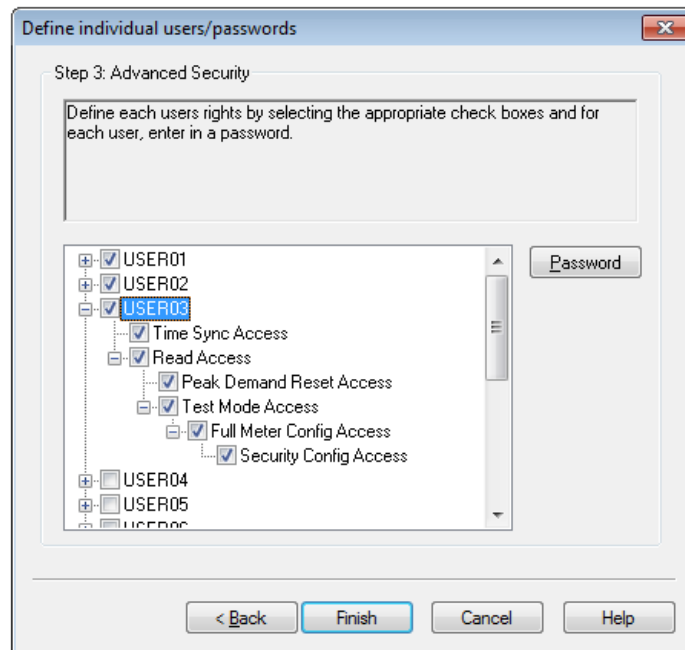 Define individual users/passwords
Step 3: Advanced Security
Define each users rights by selecting the appropriate check boxes and for
each user, enter in a password.
USER01
Password
USER02
USER03
Time Sync Access
Read Access
Peak Demand Reset Access
Test Mode Access
Full Meter Config Access
Security Config Access
USER04
USER05
< Back
Finish
Cancel
Help